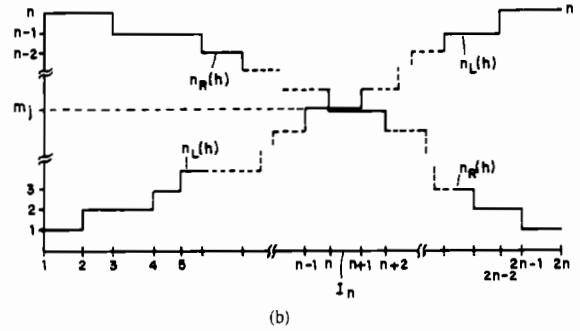 n n
n-1
n-2
n_R(h) n_L(h)
m_j
n_L(h) n_R(h)
3
2
1
1 2 3 4 5 n-1 n n+1 n+2 2n-2 2n-1 2n
I_n
(b)